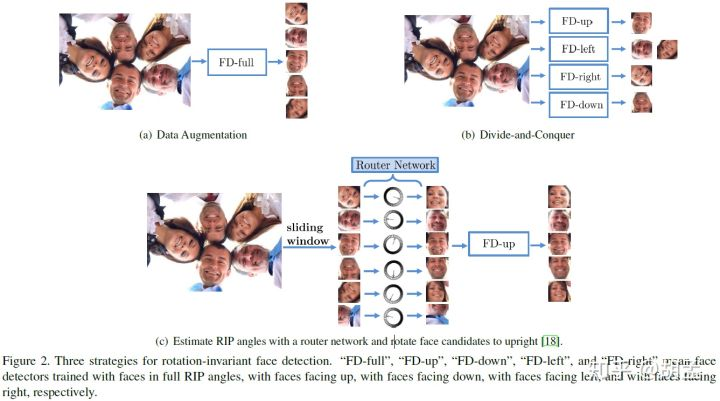 FD-full
(a) Data Augmentation
FD-up
FD-left
FD-right
FD-down
(b) Divide-and-Conquer
Router Network
sliding
window
FD-up
(c) Estimate RIP angles with a router network and rotate face candidates to upright [18].
Figure 2. Three strategies for rotation-invariant face detection. “FD-full”, “FD-up”, “FD-down”, “FD-left”, and “FD-right” mean face
detectors trained with faces in full RIP angles, with faces facing up, with faces facing down, with faces facing left, and with faces facing
right, respectively.
知乎 @胡孟